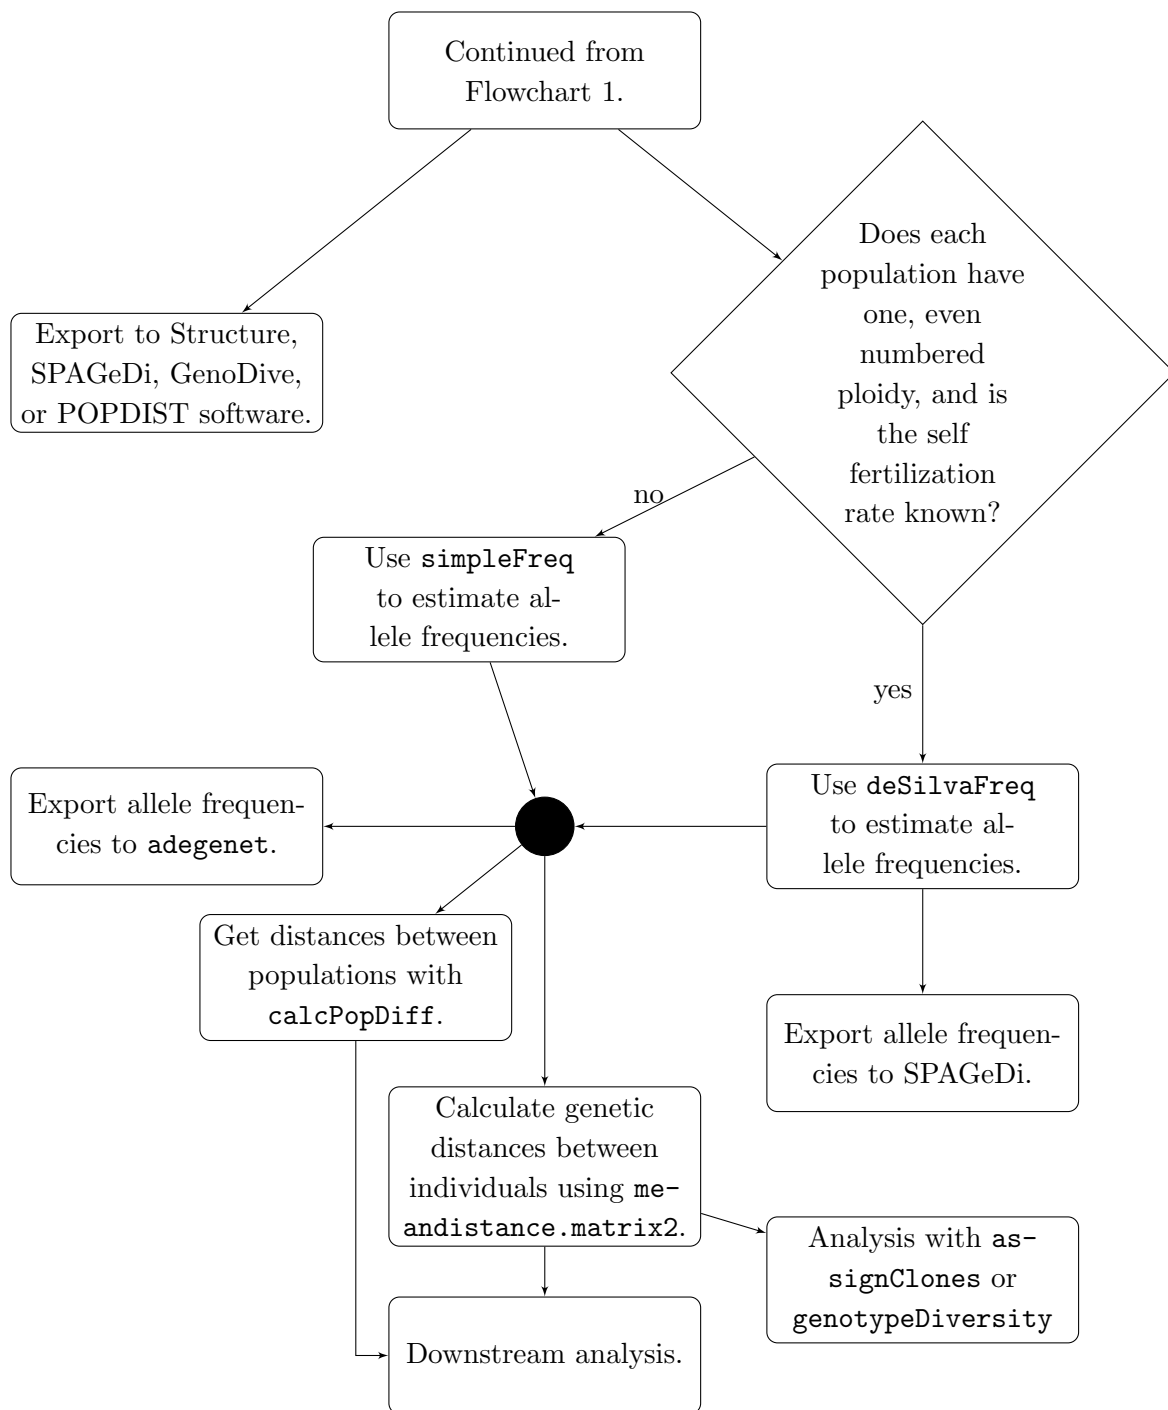 Continued from
Flowchart 1.
Does each
population have
one, even
numbered
ploidy, and is
the self
fertilization
rate known?
Export to Structure,
SPAGeDi, GenoDive,
or POPDIST software.
no
Use simpleFreq
to estimate al-
lele frequencies.
yes
Export allele frequen-
cies to adegenet.
Use deSilvaFreq
to estimate al-
lele frequencies.
Get distances between
populations with
calcPopDiff.
Export allele frequen-
cies to SPAGeDi.
Calculate genetic
distances between
individuals using me-
andistance.matrix2.
Analysis with as-
signClones or
genotypeDiversity
Downstream analysis.